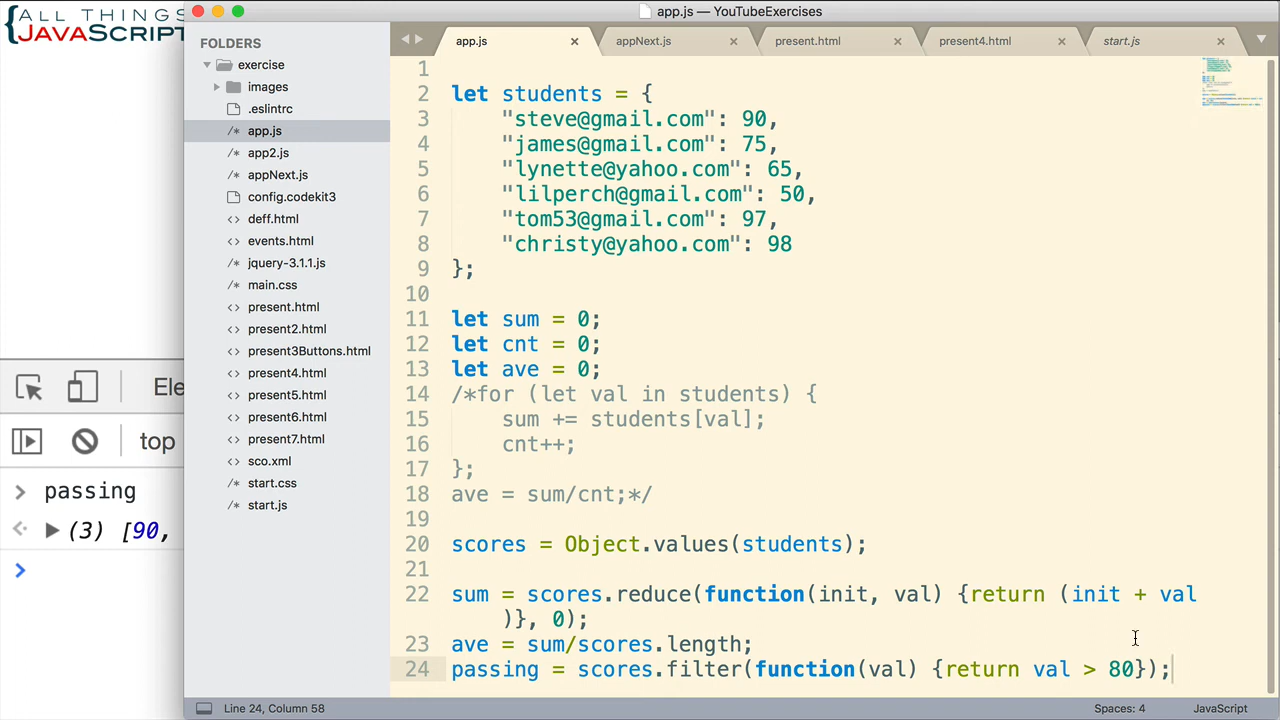 {ALL THINGS
JAVASCRIPT
app.js — YouTubeExercises
FOLDERS
exercise
images
.eslintrc
/* app.js
/* app2.js
/* appNext.js
config.codekit3
<> deff.html
<> events.html
/* jquery-3.1.1.js
/* main.css
<> present.html
<> present2.html
<> present3Buttons.html
<> present4.html
<> present5.html
<> present6.html
<> present7.html
<> sco.xml
/* start.css
/* start.js
app.js
appNext.js
present.html
present4.html
start.js
1
2 let students = {
3 "steve@gmail.com": 90,
4 "james@gmail.com": 75,
5 "lynette@yahoo.com": 65,
6 "lilperch@gmail.com": 50,
7 "tom53@gmail.com": 97,
8 "christy@yahoo.com": 98
9 };
10
11 let sum = 0;
12 let cnt = 0;
13 let ave = 0;
14 /*for (let val in students) {
15 sum += students[val];
16 cnt++;
17 };
18 ave = sum/cnt;*/
19
20 scores = Object.values(students);
21
22 sum = scores.reduce(function(init, val) {return (init + val
)}, 0);
23 ave = sum/scores.length;
24 passing = scores.filter(function(val) {return val > 80});
Ele
top
> passing
(3) [90,
>
Line 24, Column 58
Spaces: 4
JavaScript